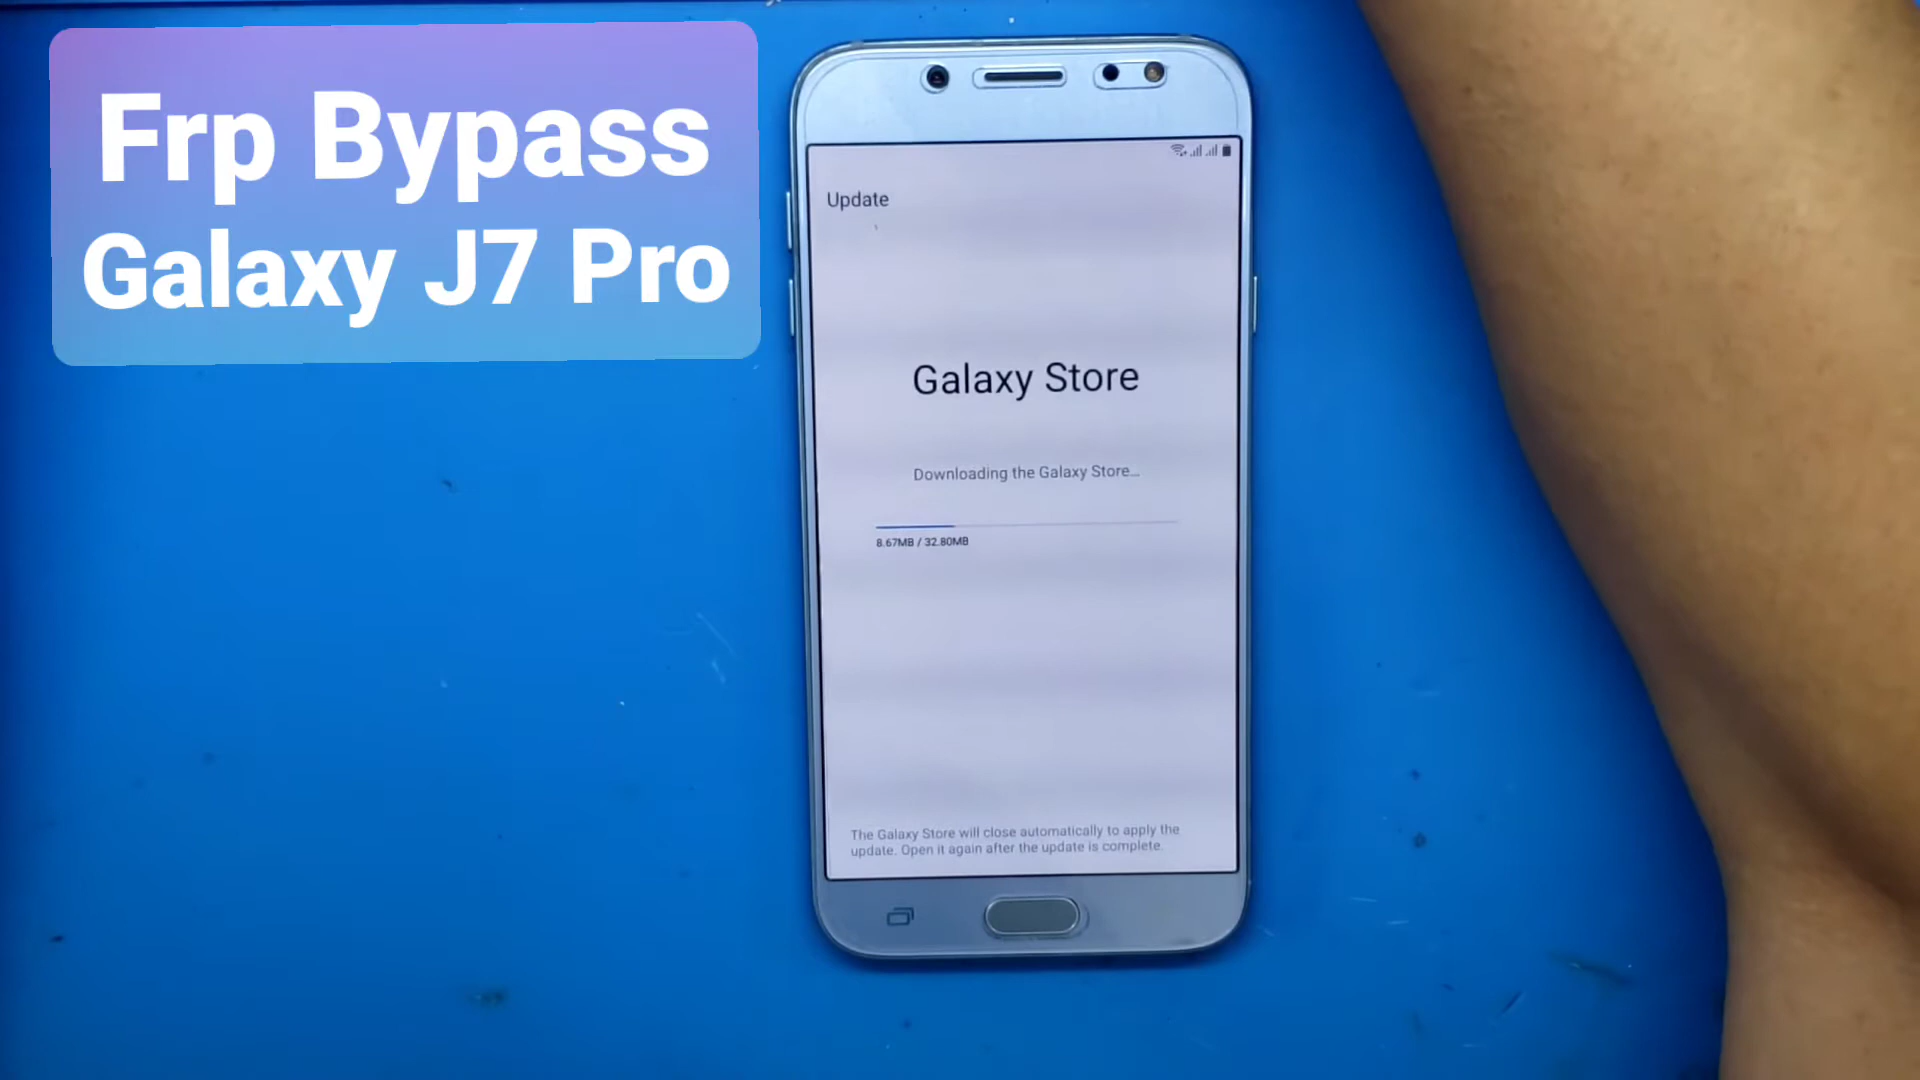 Frp Bypass
Galaxy J7 Pro
Update
Galaxy Store
Downloading the Galaxy Store...
8.67MB / 32.80MB
The Galaxy Store will close automatically to apply the
update. Open it again after the update is complete.